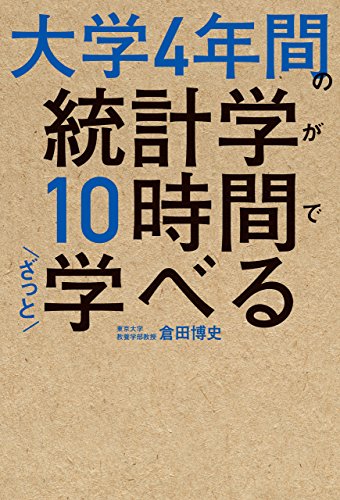 大学4年間の
統計学が
10時間で
ざっと
学べる
東京大学
教養学部教授 倉田博史